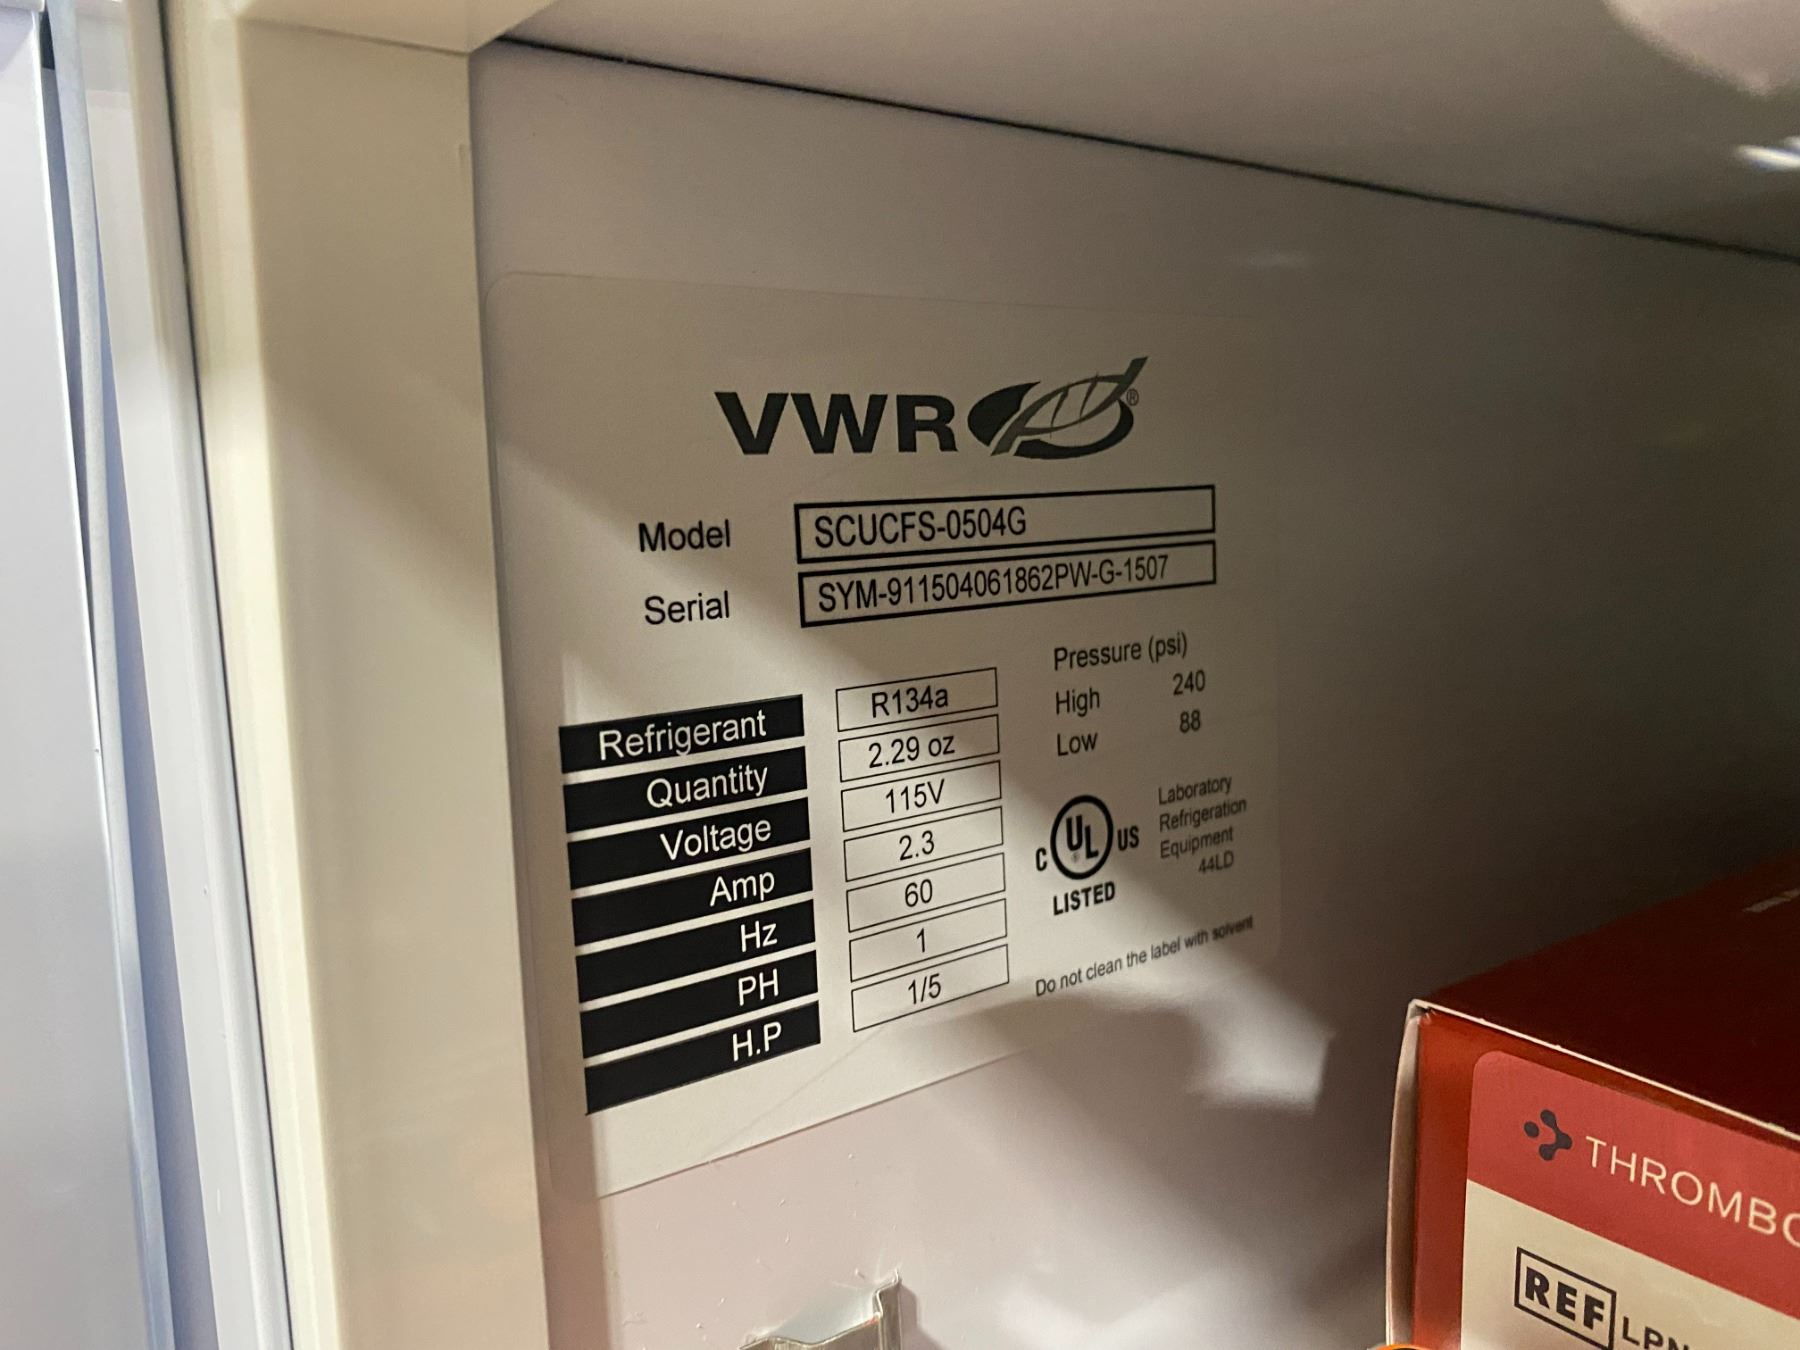 VWR®
Model SCUCFS-0504G
Serial SYM-911504061862PW-G-1507
Refrigerant R134a
Quantity 2.29 oz
Voltage 115V
Amp 2.3
Hz 60
PH 1
H.P 1/5
Pressure (psi)
High 240
Low 88
C UL® US
LISTED
Laboratory
Refrigeration
Equipment
44LD
Do not clean the label with solvent
THROMBO
REF